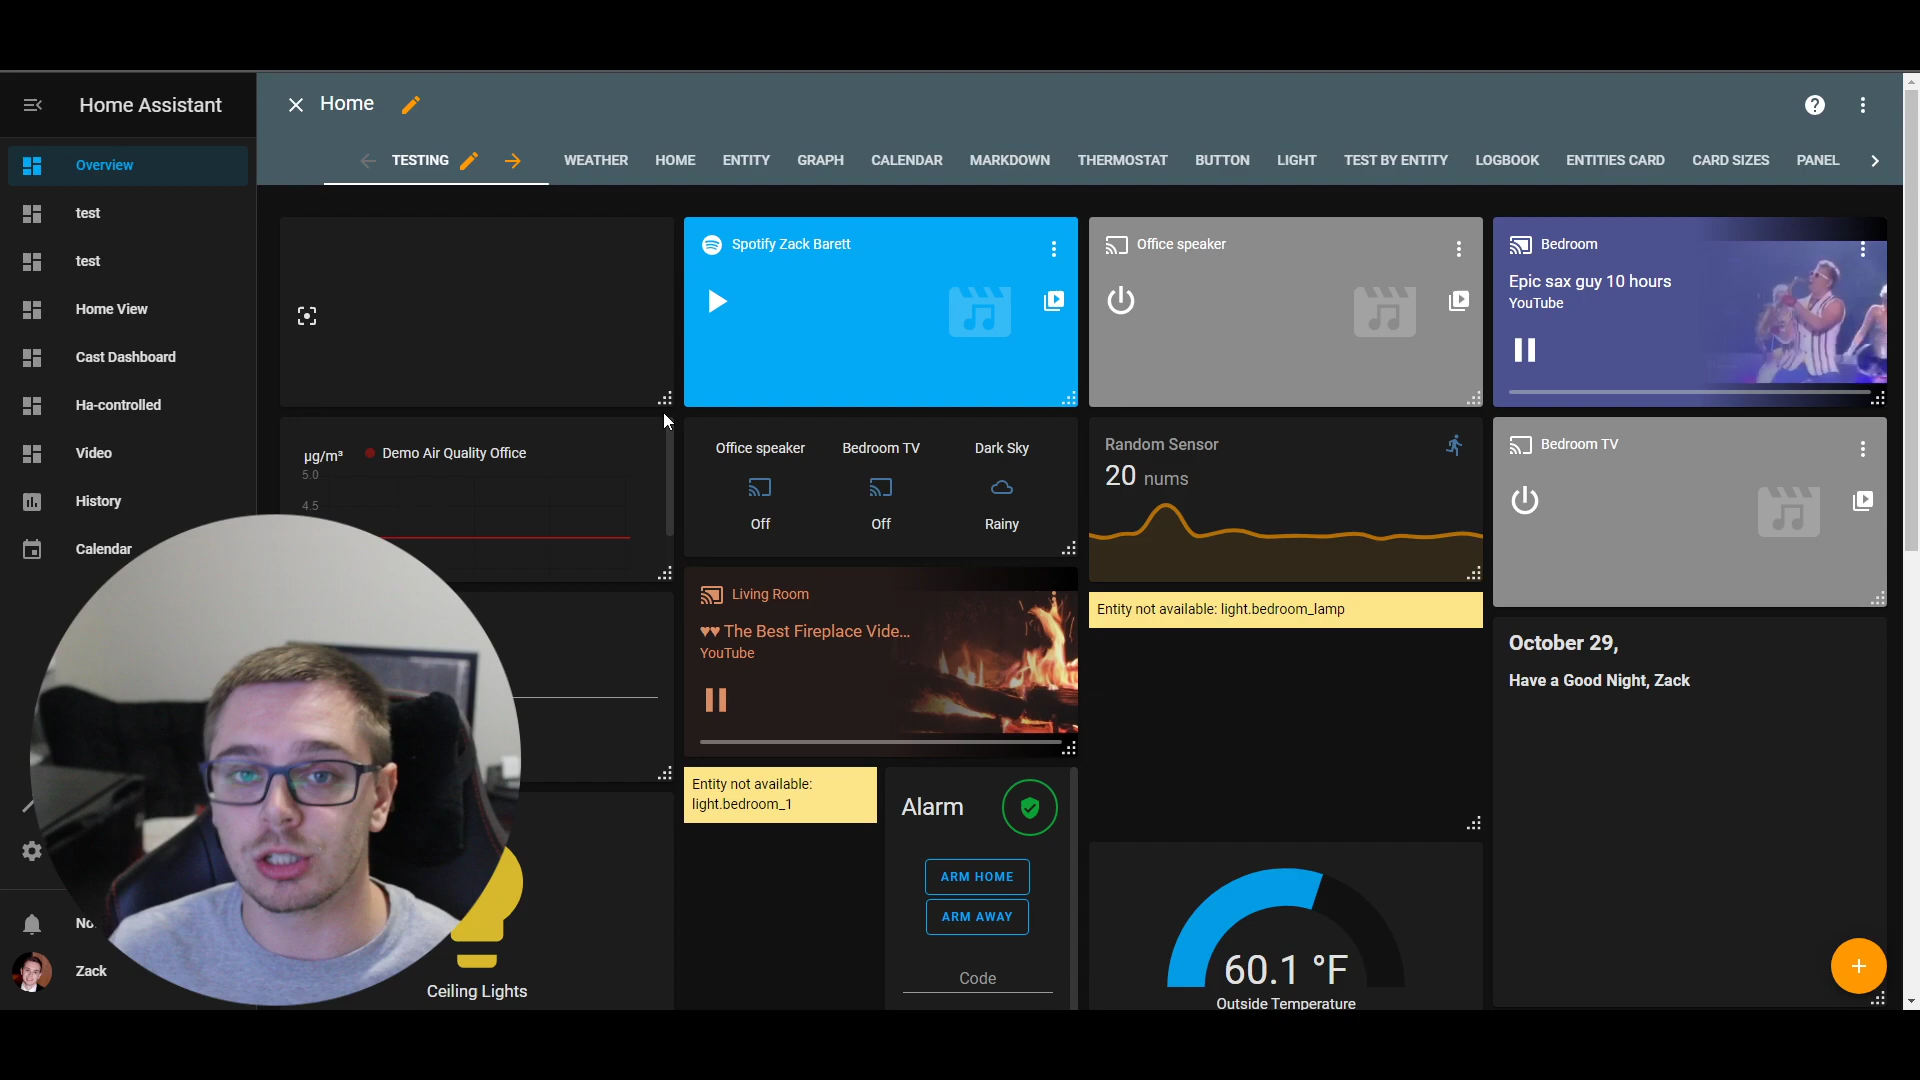 Home Assistant
Home
Overview
test
test
Home View
Cast Dashboard
Ha-controlled
Video
History
Calendar
No
Zack
TESTING
WEATHER
HOME
ENTITY
GRAPH
CALENDAR
MARKDOWN
THERMOSTAT
BUTTON
LIGHT
TEST BY ENTITY
LOGBOOK
ENTITIES CARD
CARD SIZES
PANEL
µg/m³
Demo Air Quality Office
5.0
4.5
Ceiling Lights
Spotify Zack Barett
Office speaker
Bedroom TV
Dark Sky
Off
Off
Rainy
Living Room
♥♥ The Best Fireplace Vide...
YouTube
Entity not available:
light.bedroom_1
Alarm
ARM HOME
ARM AWAY
Code
Office speaker
Random Sensor
20 nums
Entity not available: light.bedroom_lamp
60.1 °F
Outside Temperature
Bedroom
Epic sax guy 10 hours
YouTube
Bedroom TV
October 29,
Have a Good Night, Zack